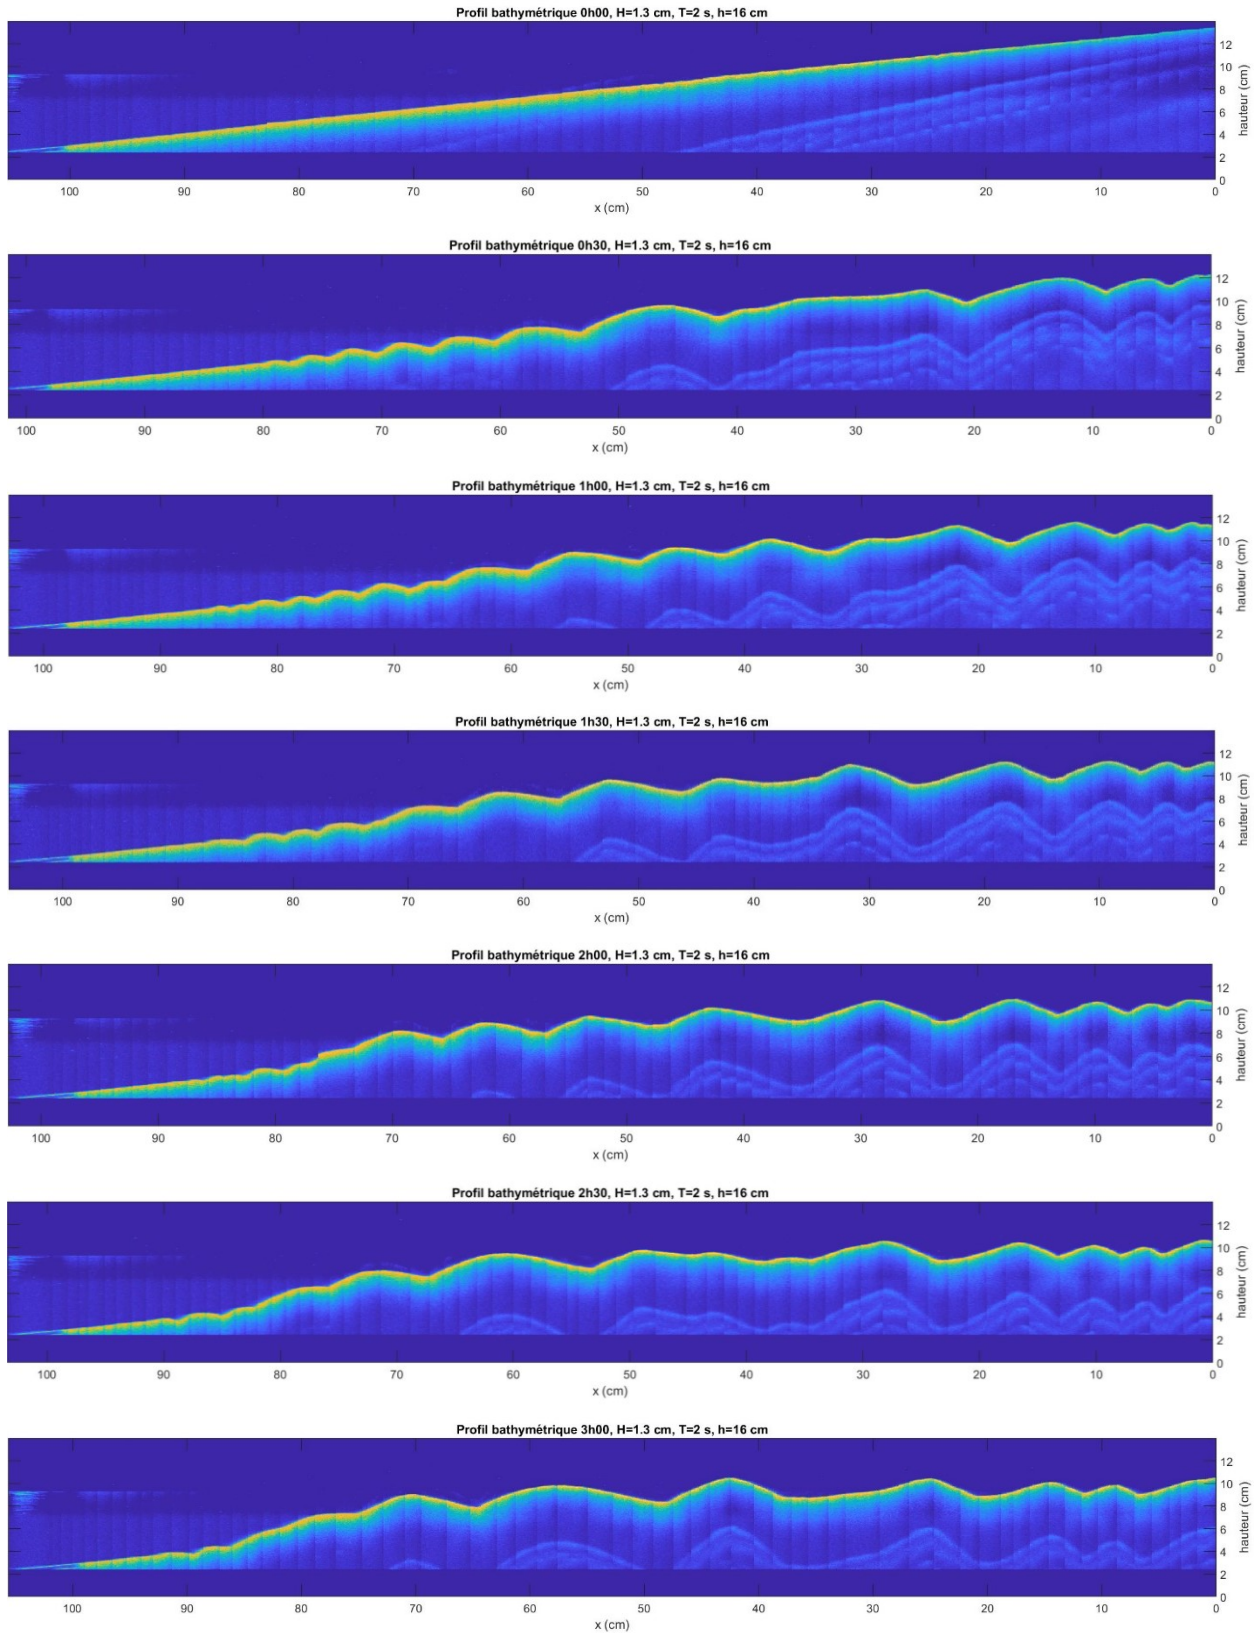 Profil bathymétrique 0h00, H=1.3 cm, T=2 s, h=16 cm
12
10
8
6
4
2
0
hauteur (cm)
100 90 80 70 60 50 40 30 20 10 0
x (cm)
Profil bathymétrique 0h30, H=1.3 cm, T=2 s, h=16 cm
12
10
8
6
4
2
0
hauteur (cm)
100 90 80 70 60 50 40 30 20 10 0
x (cm)
Profil bathymétrique 1h00, H=1.3 cm, T=2 s, h=16 cm
12
10
8
6
4
2
0
hauteur (cm)
100 90 80 70 60 50 40 30 20 10 0
x (cm)
Profil bathymétrique 1h30, H=1.3 cm, T=2 s, h=16 cm
12
10
8
6
4
2
0
hauteur (cm)
100 90 80 70 60 50 40 30 20 10 0
x (cm)
Profil bathymétrique 2h00, H=1.3 cm, T=2 s, h=16 cm
12
10
8
6
4
2
0
hauteur (cm)
100 90 80 70 60 50 40 30 20 10 0
x (cm)
Profil bathymétrique 2h30, H=1.3 cm, T=2 s, h=16 cm
12
10
8
6
4
2
0
hauteur (cm)
100 90 80 70 60 50 40 30 20 10 0
x (cm)
Profil bathymétrique 3h00, H=1.3 cm, T=2 s, h=16 cm
12
10
8
6
4
2
0
hauteur (cm)
100 90 80 70 60 50 40 30 20 10 0
x (cm)